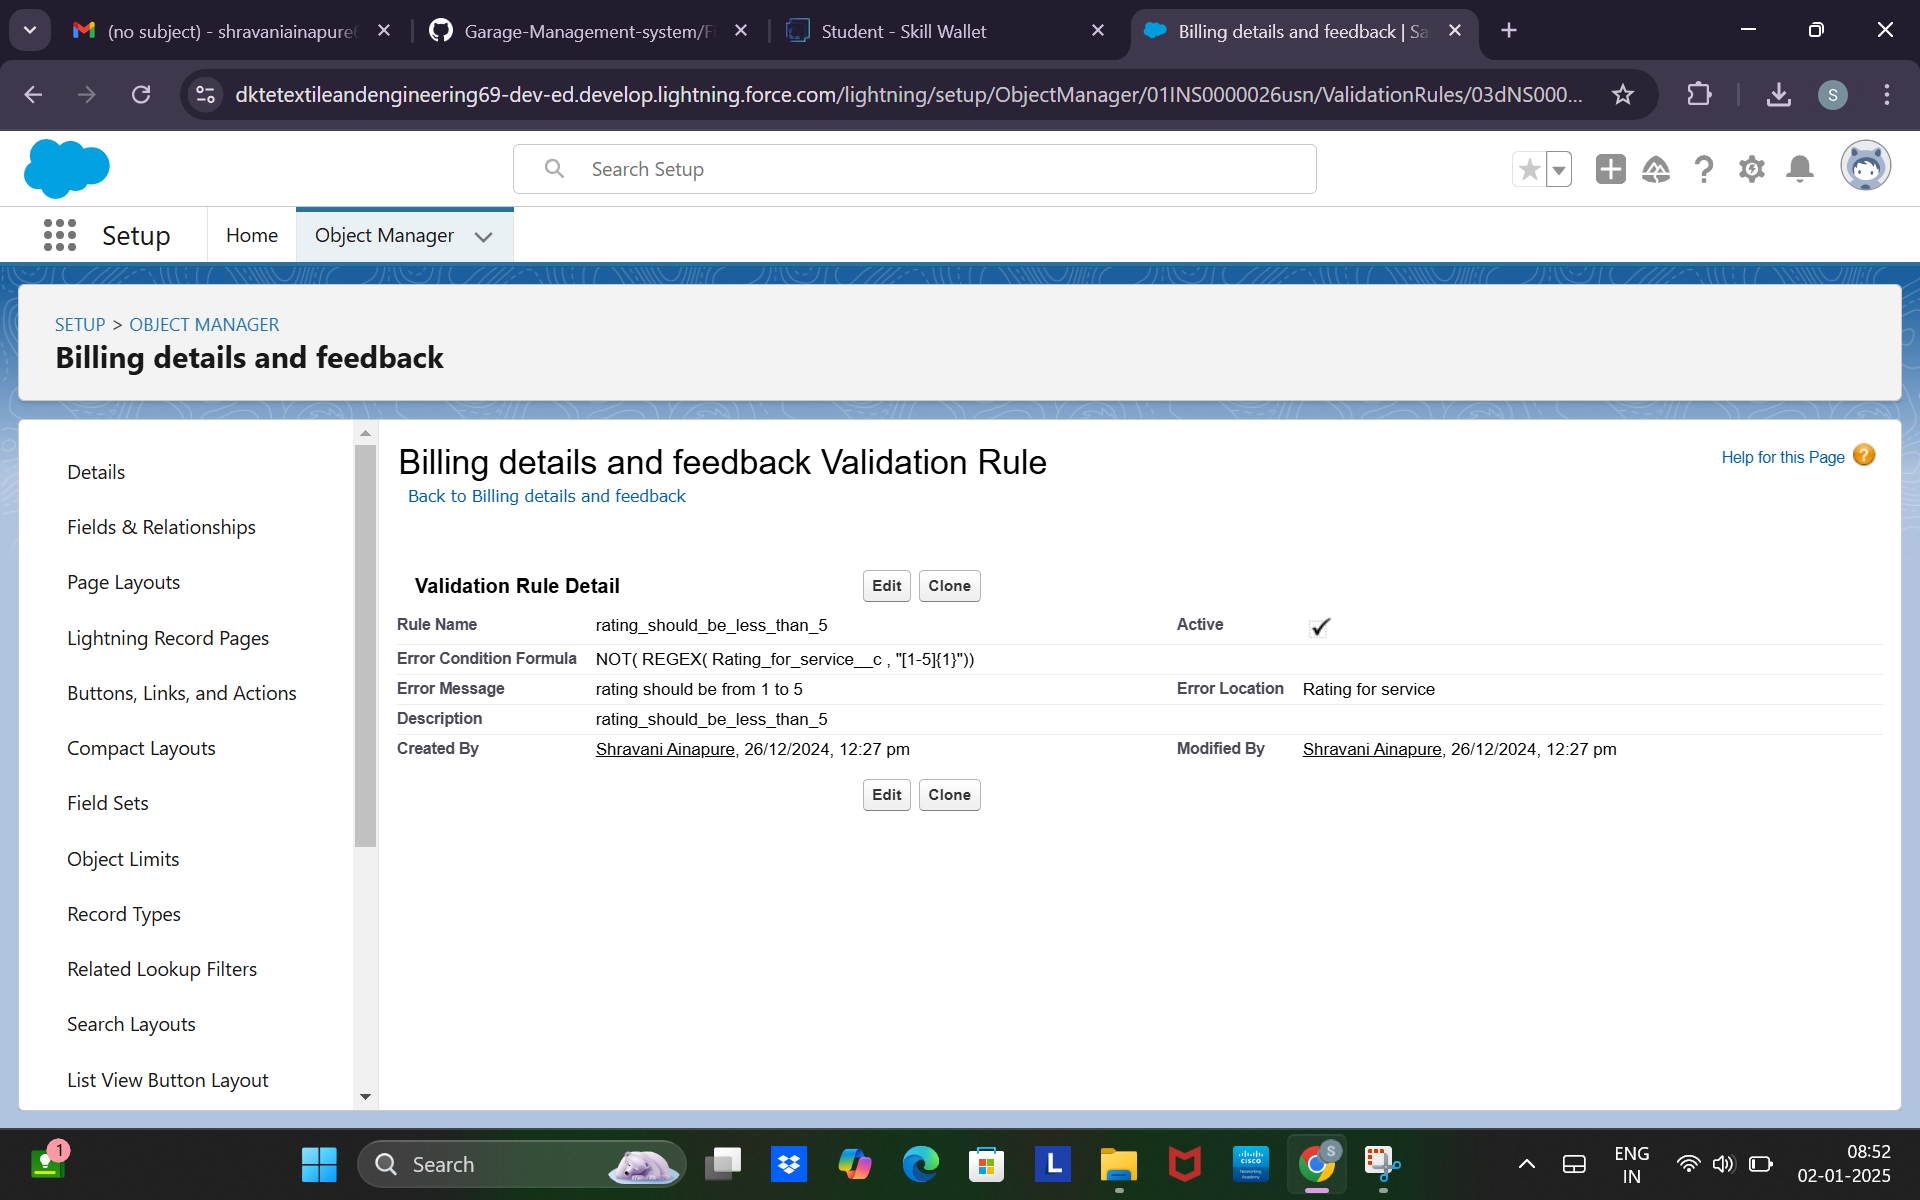 (no subject) - shravaniainapure
Garage-Management-system/Fi
Student - Skill Wallet
Billing details and feedback | Sa
dktetextileandengineering69-dev-ed.develop.lightning.force.com/lightning/setup/ObjectManager/01INS0000026usn/ValidationRules/03dNS000...
S
Search Setup
Setup
Home
Object Manager
SETUP > OBJECT MANAGER
Billing details and feedback
Details
Fields & Relationships
Page Layouts
Lightning Record Pages
Buttons, Links, and Actions
Compact Layouts
Field Sets
Object Limits
Record Types
Related Lookup Filters
Search Layouts
List View Button Layout
Billing details and feedback Validation Rule
Help for this Page ?
Back to Billing details and feedback
Validation Rule Detail
Edit Clone
Rule Name rating_should_be_less_than_5 Active
Error Condition Formula NOT( REGEX( Rating_for_service__c , "[1-5]{1}"))
Error Message rating should be from 1 to 5 Error Location Rating for service
Description rating_should_be_less_than_5
Created By Shravani Ainapure, 26/12/2024, 12:27 pm Modified By Shravani Ainapure, 26/12/2024, 12:27 pm
Edit Clone
1
Search
L
CISCO
S
ENG
IN
08:52
02-01-2025